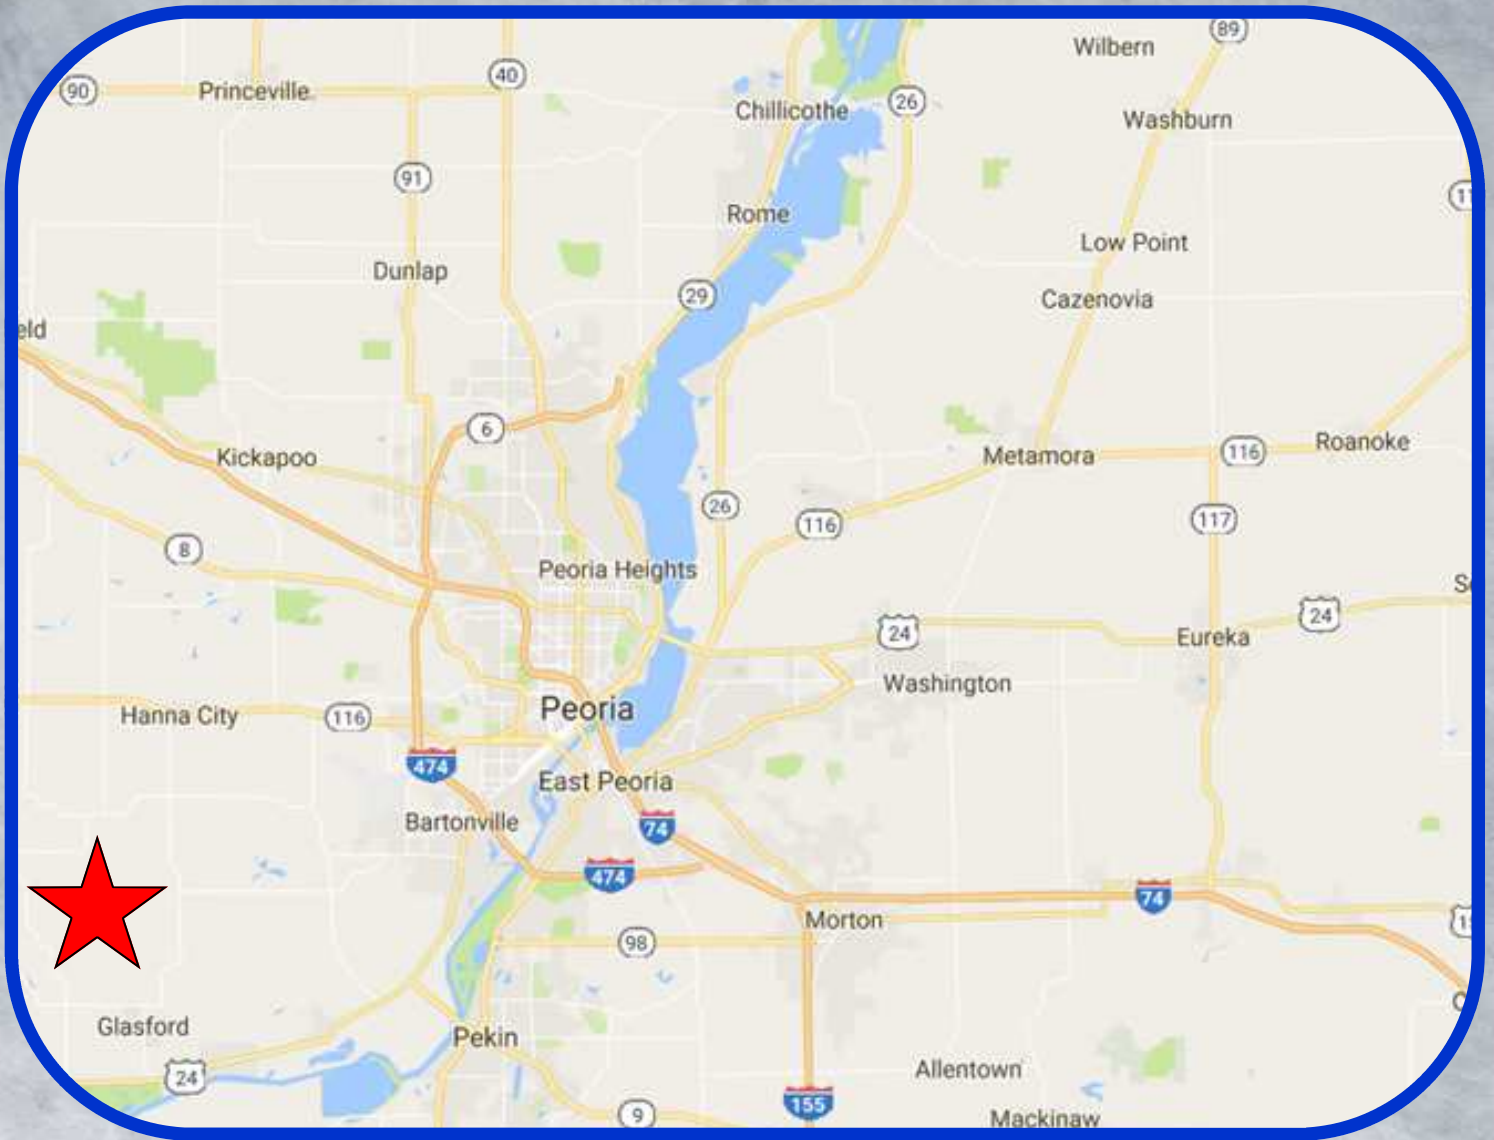 Wilbern
89
90
Princeville
40
Chillicothe
26
Washburn
91
11
Rome
Low Point
Dunlap
29
Cazenovia
eld
6
Kickapoo
Metamora
116
Roanoke
26
116
117
8
Peoria Heights
24
24
Eureka
Washington
Peoria
Hanna City
116
474
East Peoria
Bartonville
74
474
74
Morton
98
Glasford
Pekin
24
Allentown
155
9
Mackinaw